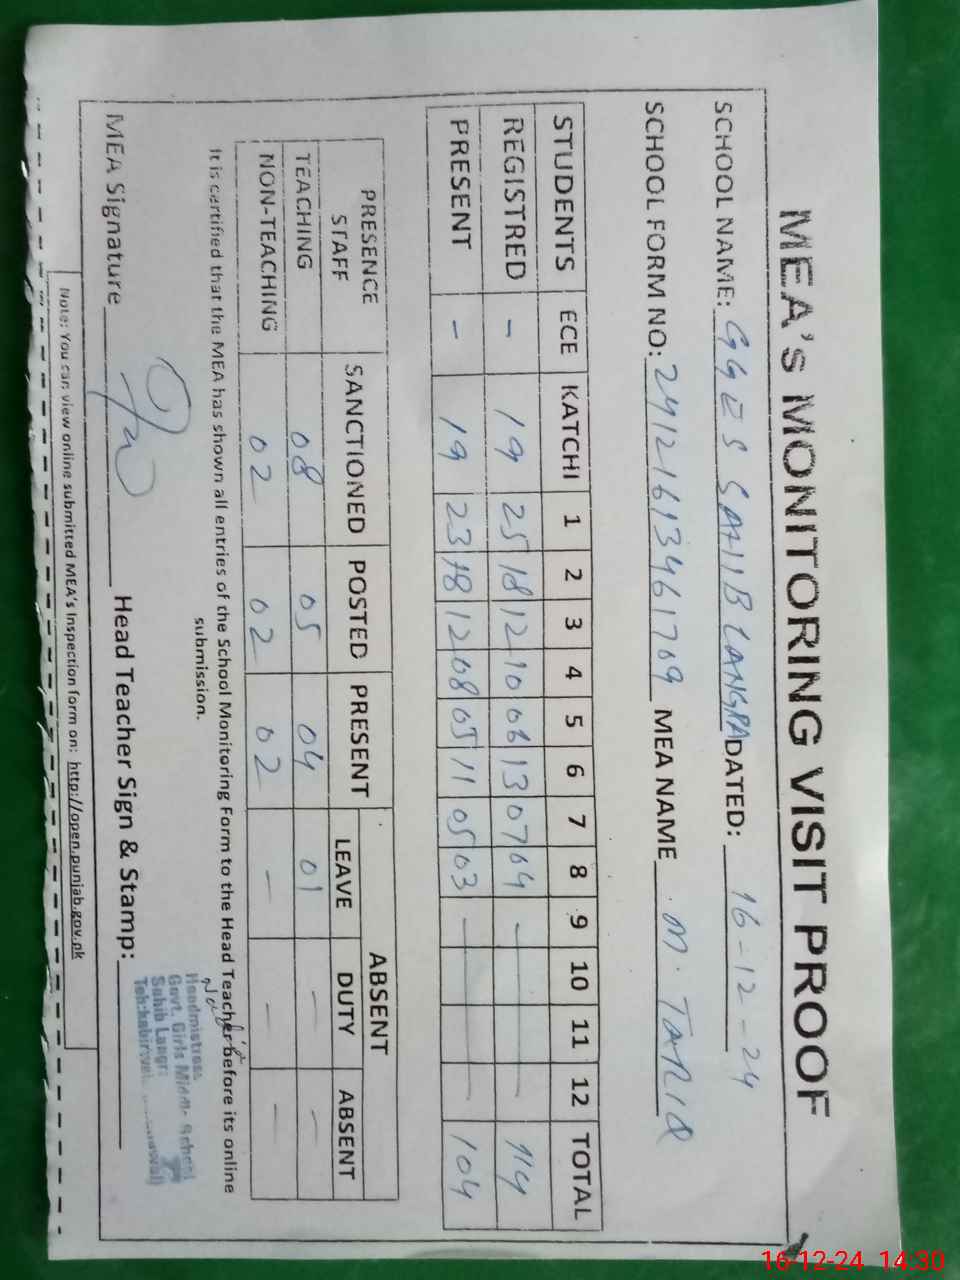 MEA's MONITORING VISIT PROOF
SCHOOL NAME: GGES SAHIB LANGRA DATED: 16-12-24
SCHOOL FORM NO: 24121613461769 MEA NAME M. TARIQ
STUDENTS ECE KATCHI 1 2 3 4 5 6 7 8 9 10 11 12 TOTAL
REGISTRED - 19 25 18 12 10 06 13 07 04 - 114
PRESENT - 19 23 18 12 08 05 11 05 03 - 104
PRESENCE STAFF SANCTIONED POSTED PRESENT ABSENT
LEAVE DUTY ABSENT
TEACHING 08 05 04 01 - -
NON-TEACHING 02 02 02 - - -
It is certified that the MEA has shown all entries of the School Monitoring Form to the Head Teacher before its online
submission.
MEA Signature Head Teacher Sign & Stamp:
Headmistress
Govt. Girls School
Sahib Langra
Note: You can view online submitted MEA's Inspection form on: http://open.punjab.gov.pk
16-12-24 14:30